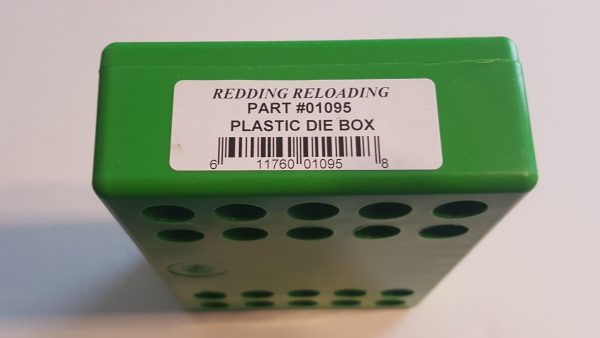 REDDING RELOADING
PART #01095
PLASTIC DIE BOX
6 11760 01095 8